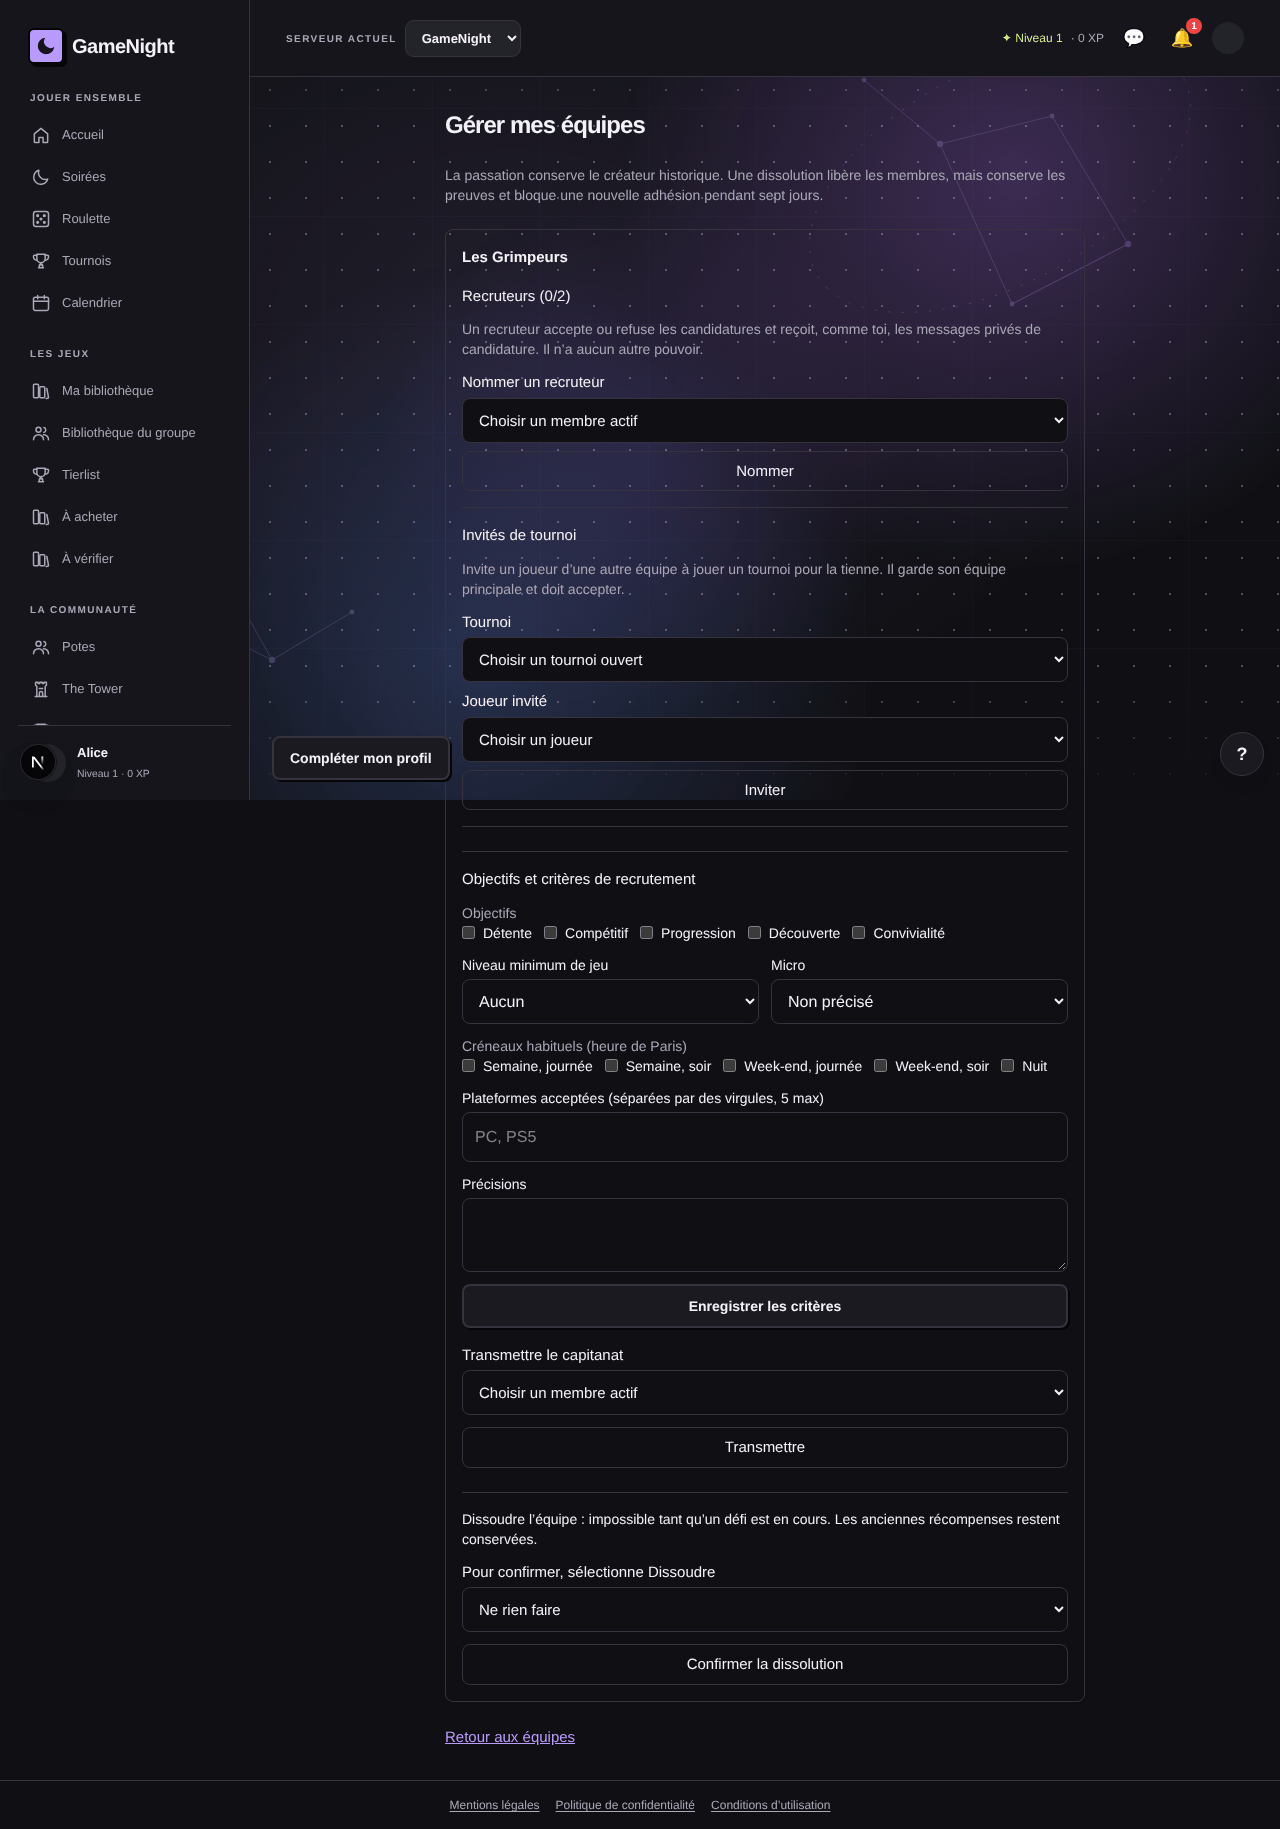 GameNight
JOUER ENSEMBLE
Accueil
Soirées
Roulette
Tournois
Calendrier
LES JEUX
Ma bibliothèque
Bibliothèque du groupe
Tierlist
À acheter
À vérifier
LA COMMUNAUTÉ
Potes
The Tower
N
Alice
Niveau 1 · 0 XP
SERVEUR ACTUEL
GameNight
✦ Niveau 1 · 0 XP
1
Gérer mes équipes
La passation conserve le créateur historique. Une dissolution libère les membres, mais conserve les
preuves et bloque une nouvelle adhésion pendant sept jours.
Les Grimpeurs
Recruteurs (0/2)
Un recruteur accepte ou refuse les candidatures et reçoit, comme toi, les messages privés de
candidature. Il n’a aucun autre pouvoir.
Nommer un recruteur
Choisir un membre actif
Nommer
Invités de tournoi
Invite un joueur d’une autre équipe à jouer un tournoi pour la tienne. Il garde son équipe
principale et doit accepter.
Tournoi
Choisir un tournoi ouvert
Joueur invité
Choisir un joueur
Compléter mon profil
?
Inviter
Objectifs et critères de recrutement
Objectifs
Détente Compétitif Progression Découverte Convivialité
Niveau minimum de jeu Micro
Aucun Non précisé
Créneaux habituels (heure de Paris)
Semaine, journée Semaine, soir Week-end, journée Week-end, soir Nuit
Plateformes acceptées (séparées par des virgules, 5 max)
PC, PS5
Précisions
Enregistrer les critères
Transmettre le capitanat
Choisir un membre actif
Transmettre
Dissoudre l’équipe : impossible tant qu’un défi est en cours. Les anciennes récompenses restent
conservées.
Pour confirmer, sélectionne Dissoudre
Ne rien faire
Confirmer la dissolution
Retour aux équipes
Mentions légales Politique de confidentialité Conditions d’utilisation